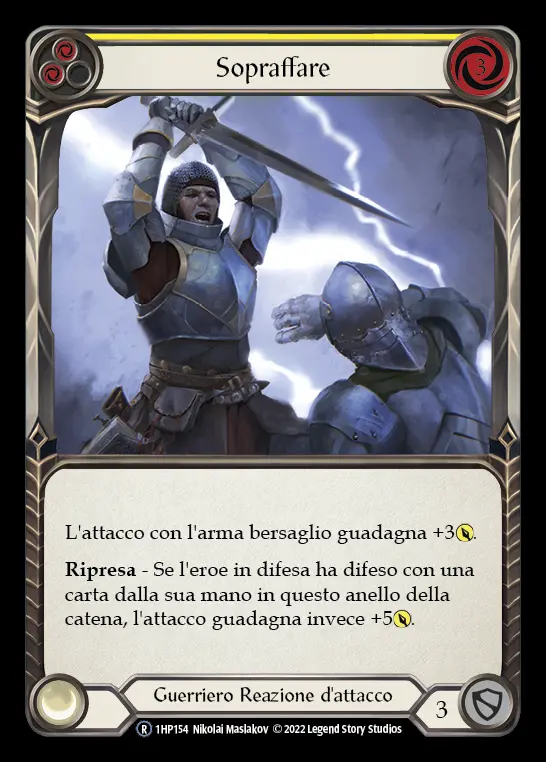 Sopraffare
3
L'attacco con l'arma bersaglio guadagna +3.
Ripresa - Se l'eroe in difesa ha difeso con una
carta dalla sua mano in questo anello della
catena, l'attacco guadagna invece +5.
Guerriero Reazione d'attacco
3
R 1HP154 Nikolai Maslakov © 2022 Legend Story Studios